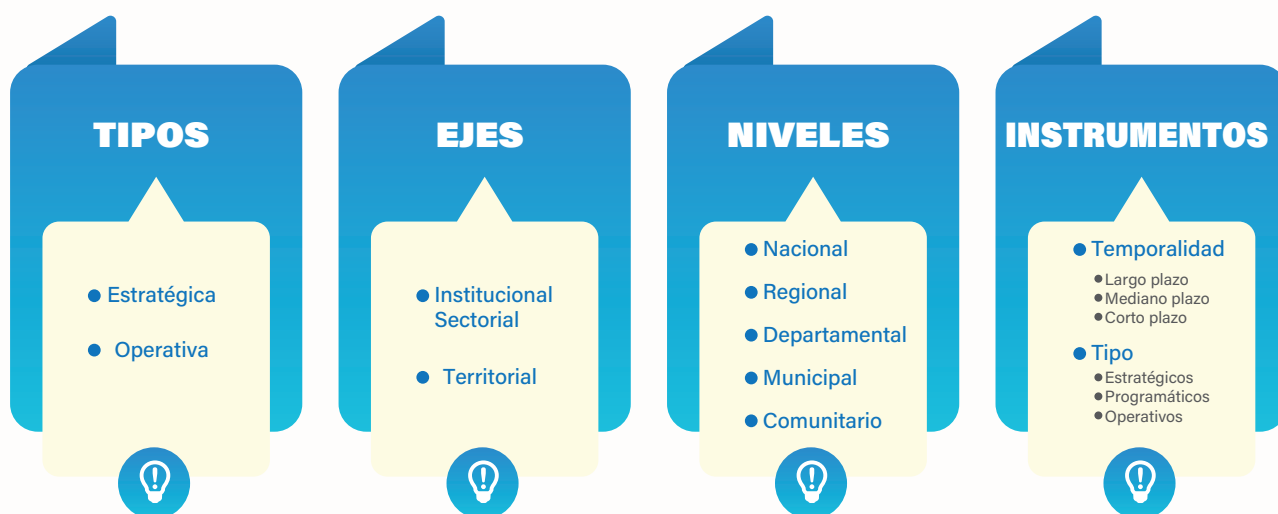 TIPOS
Estratégica
Operativa
EJES
Institucional
Sectorial
Territorial
NIVELES
Nacional
Regional
Departamental
Municipal
Comunitario
INSTRUMENTOS
Temporalidad
Largo plazo
Mediano plazo
Corto plazo
Tipo
Estratégicos
Programáticos
Operativos